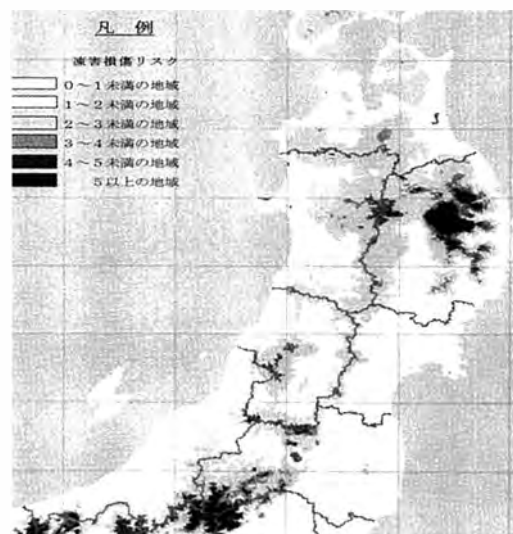 凡 例
凍害損傷リスク
0～1未満の地域
1～2未満の地域
2～3未満の地域
3～4未満の地域
4～5未満の地域
5以上の地域